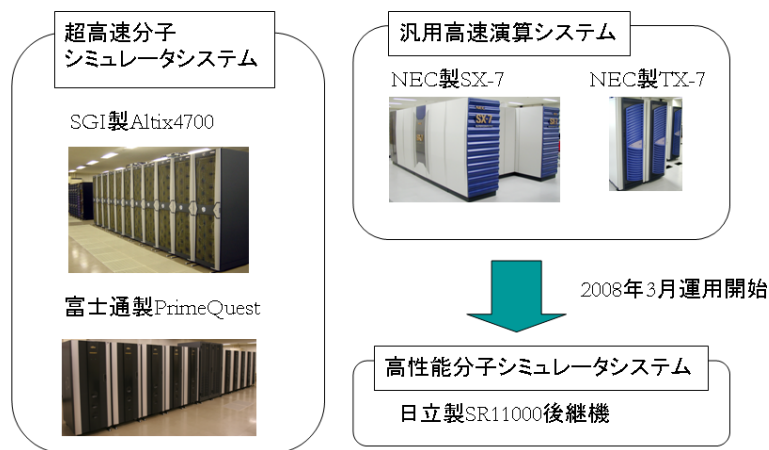 超高速分子
シミュレータシステム
SGI製Altix4700
富士通製PrimeQuest
汎用高速演算システム
NEC製SX-7
NEC製TX-7
SX-7
2008年3月運用開始
高性能分子シミュレータシステム
日立製SR11000後継機